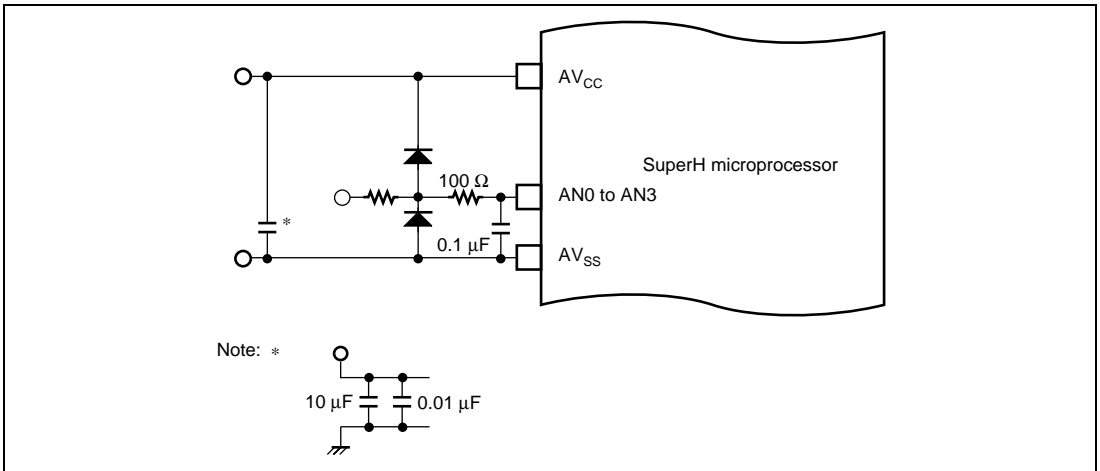 AVCC
SuperH microprocessor
100 Ω
AN0 to AN3
0.1 μF
AVSS
Note: *
*
10 μF
0.01 μF